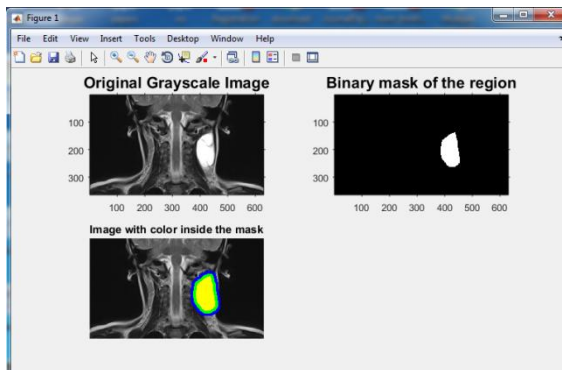 Figure 1
File Edit View Insert Tools Desktop Window Help
Original Grayscale Image
Binary mask of the region
100
200
300
100 200 300 400 500 600
100
200
300
100 200 300 400 500 600
Image with color inside the mask